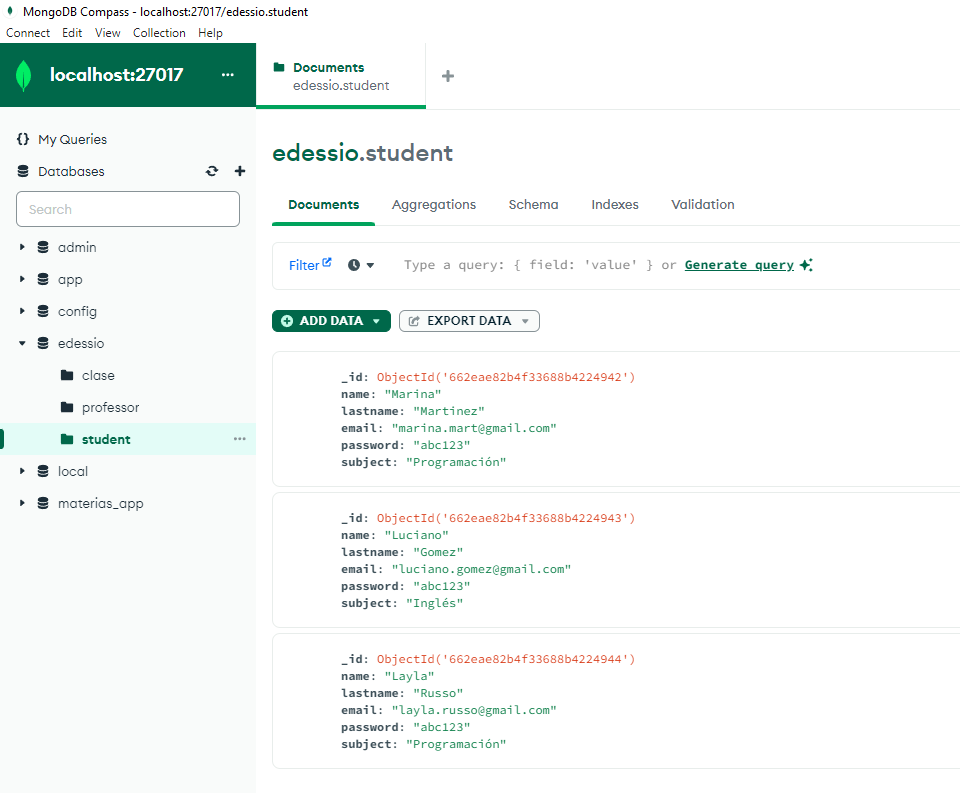 MongoDB Compass - localhost:27017/edessio.student
Connect Edit View Collection Help
localhost:27017 ...
Documents
edessio.student
{} My Queries
Databases
Search
admin
app
config
edessio
clase
professor
student ...
local
materias_app
edessio.student
Documents Aggregations Schema Indexes Validation
Filter Type a query: { field: 'value' } or Generate query
ADD DATA EXPORT DATA
_id: ObjectId('662eae82b4f33688b4224942')
name: "Marina"
lastname: "Martinez"
email: "marina.mart@gmail.com"
password: "abc123"
subject: "Programación"
_id: ObjectId('662eae82b4f33688b4224943')
name: "Luciano"
lastname: "Gomez"
email: "luciano.gomez@gmail.com"
password: "abc123"
subject: "Inglés"
_id: ObjectId('662eae82b4f33688b4224944')
name: "Layla"
lastname: "Russo"
email: "layla.russo@gmail.com"
password: "abc123"
subject: "Programación"